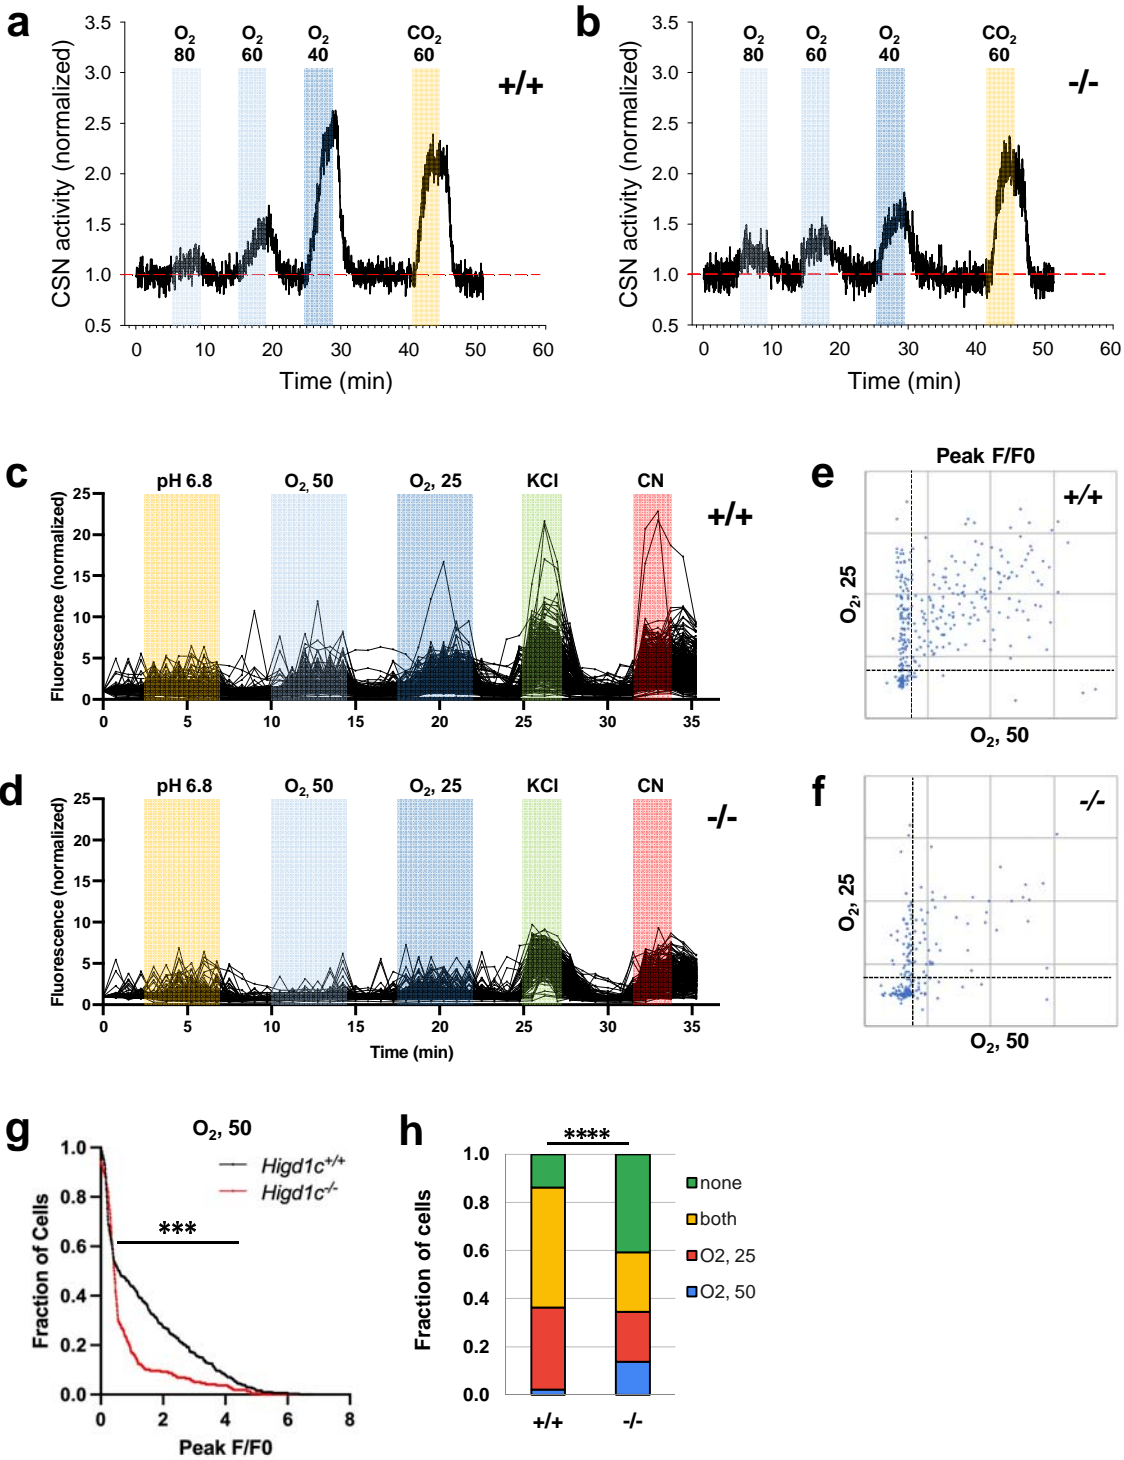 a
O2 80
O2 60
O2 40
CO2 60
+/+
CSN activity (normalized)
3.5
3.0
2.5
2.0
1.5
1.0
0.5
0 10 20 30 40 50 60
Time (min)
b
O2 80
O2 60
O2 40
CO2 60
-/-
CSN activity (normalized)
3.5
3.0
2.5
2.0
1.5
1.0
0.5
0 10 20 30 40 50 60
Time (min)
c
pH 6.8 O2, 50 O2, 25 KCl CN
+/+
Fluorescence (normalized)
25
20
15
10
5
0
0 5 10 15 20 25 30 35
d
pH 6.8 O2, 50 O2, 25 KCl CN
-/-
Fluorescence (normalized)
25
20
15
10
5
0
0 5 10 15 20 25 30 35
Time (min)
e
Peak F/F0
+/+
O2, 25
O2, 50
f
-/-
O2, 25
O2, 50
g
O2, 50
Higd1c+/+
Higd1c-/-
***
Fraction of Cells
1.0
0.8
0.6
0.4
0.2
0.0
0 2 4 6 8
Peak F/F0
h
****
Fraction of cells
1.0
0.8
0.6
0.4
0.2
0.0
+/+ -/-
none
both
O2, 25
O2, 50